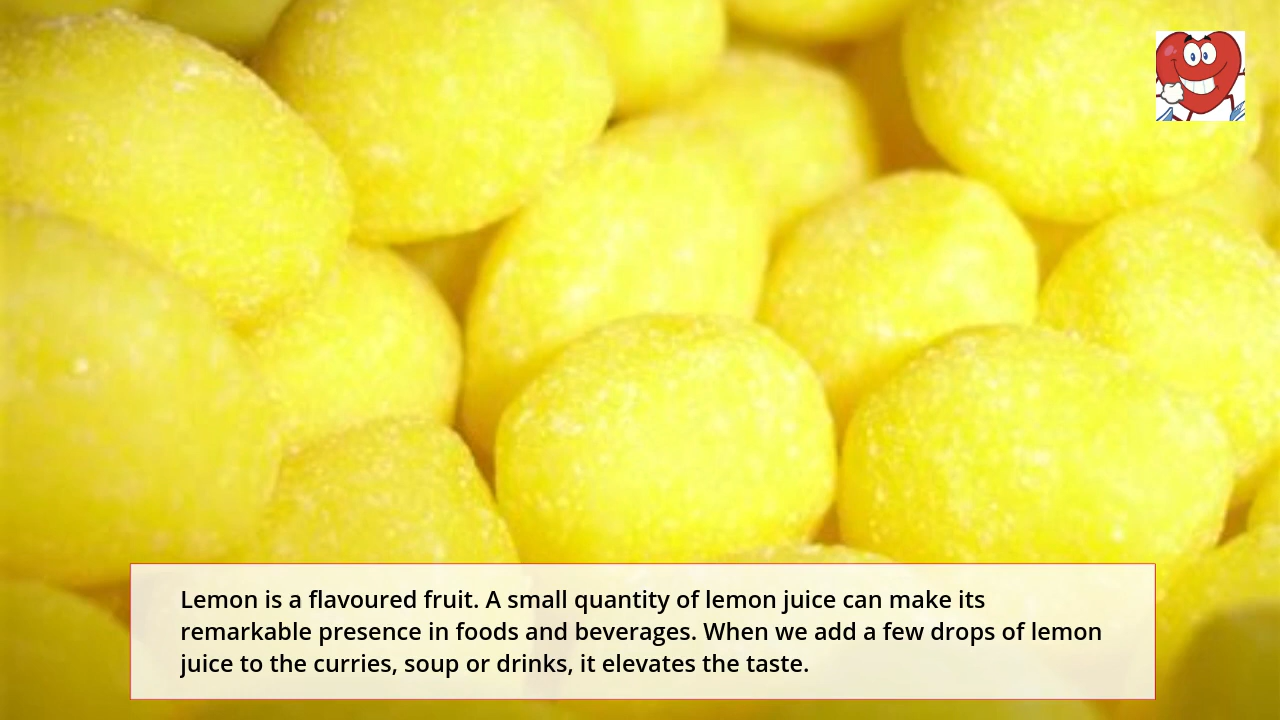 Lemon is a flavoured fruit. A small quantity of lemon juice can make its
remarkable presence in foods and beverages. When we add a few drops of lemon
juice to the curries, soup or drinks, it elevates the taste.